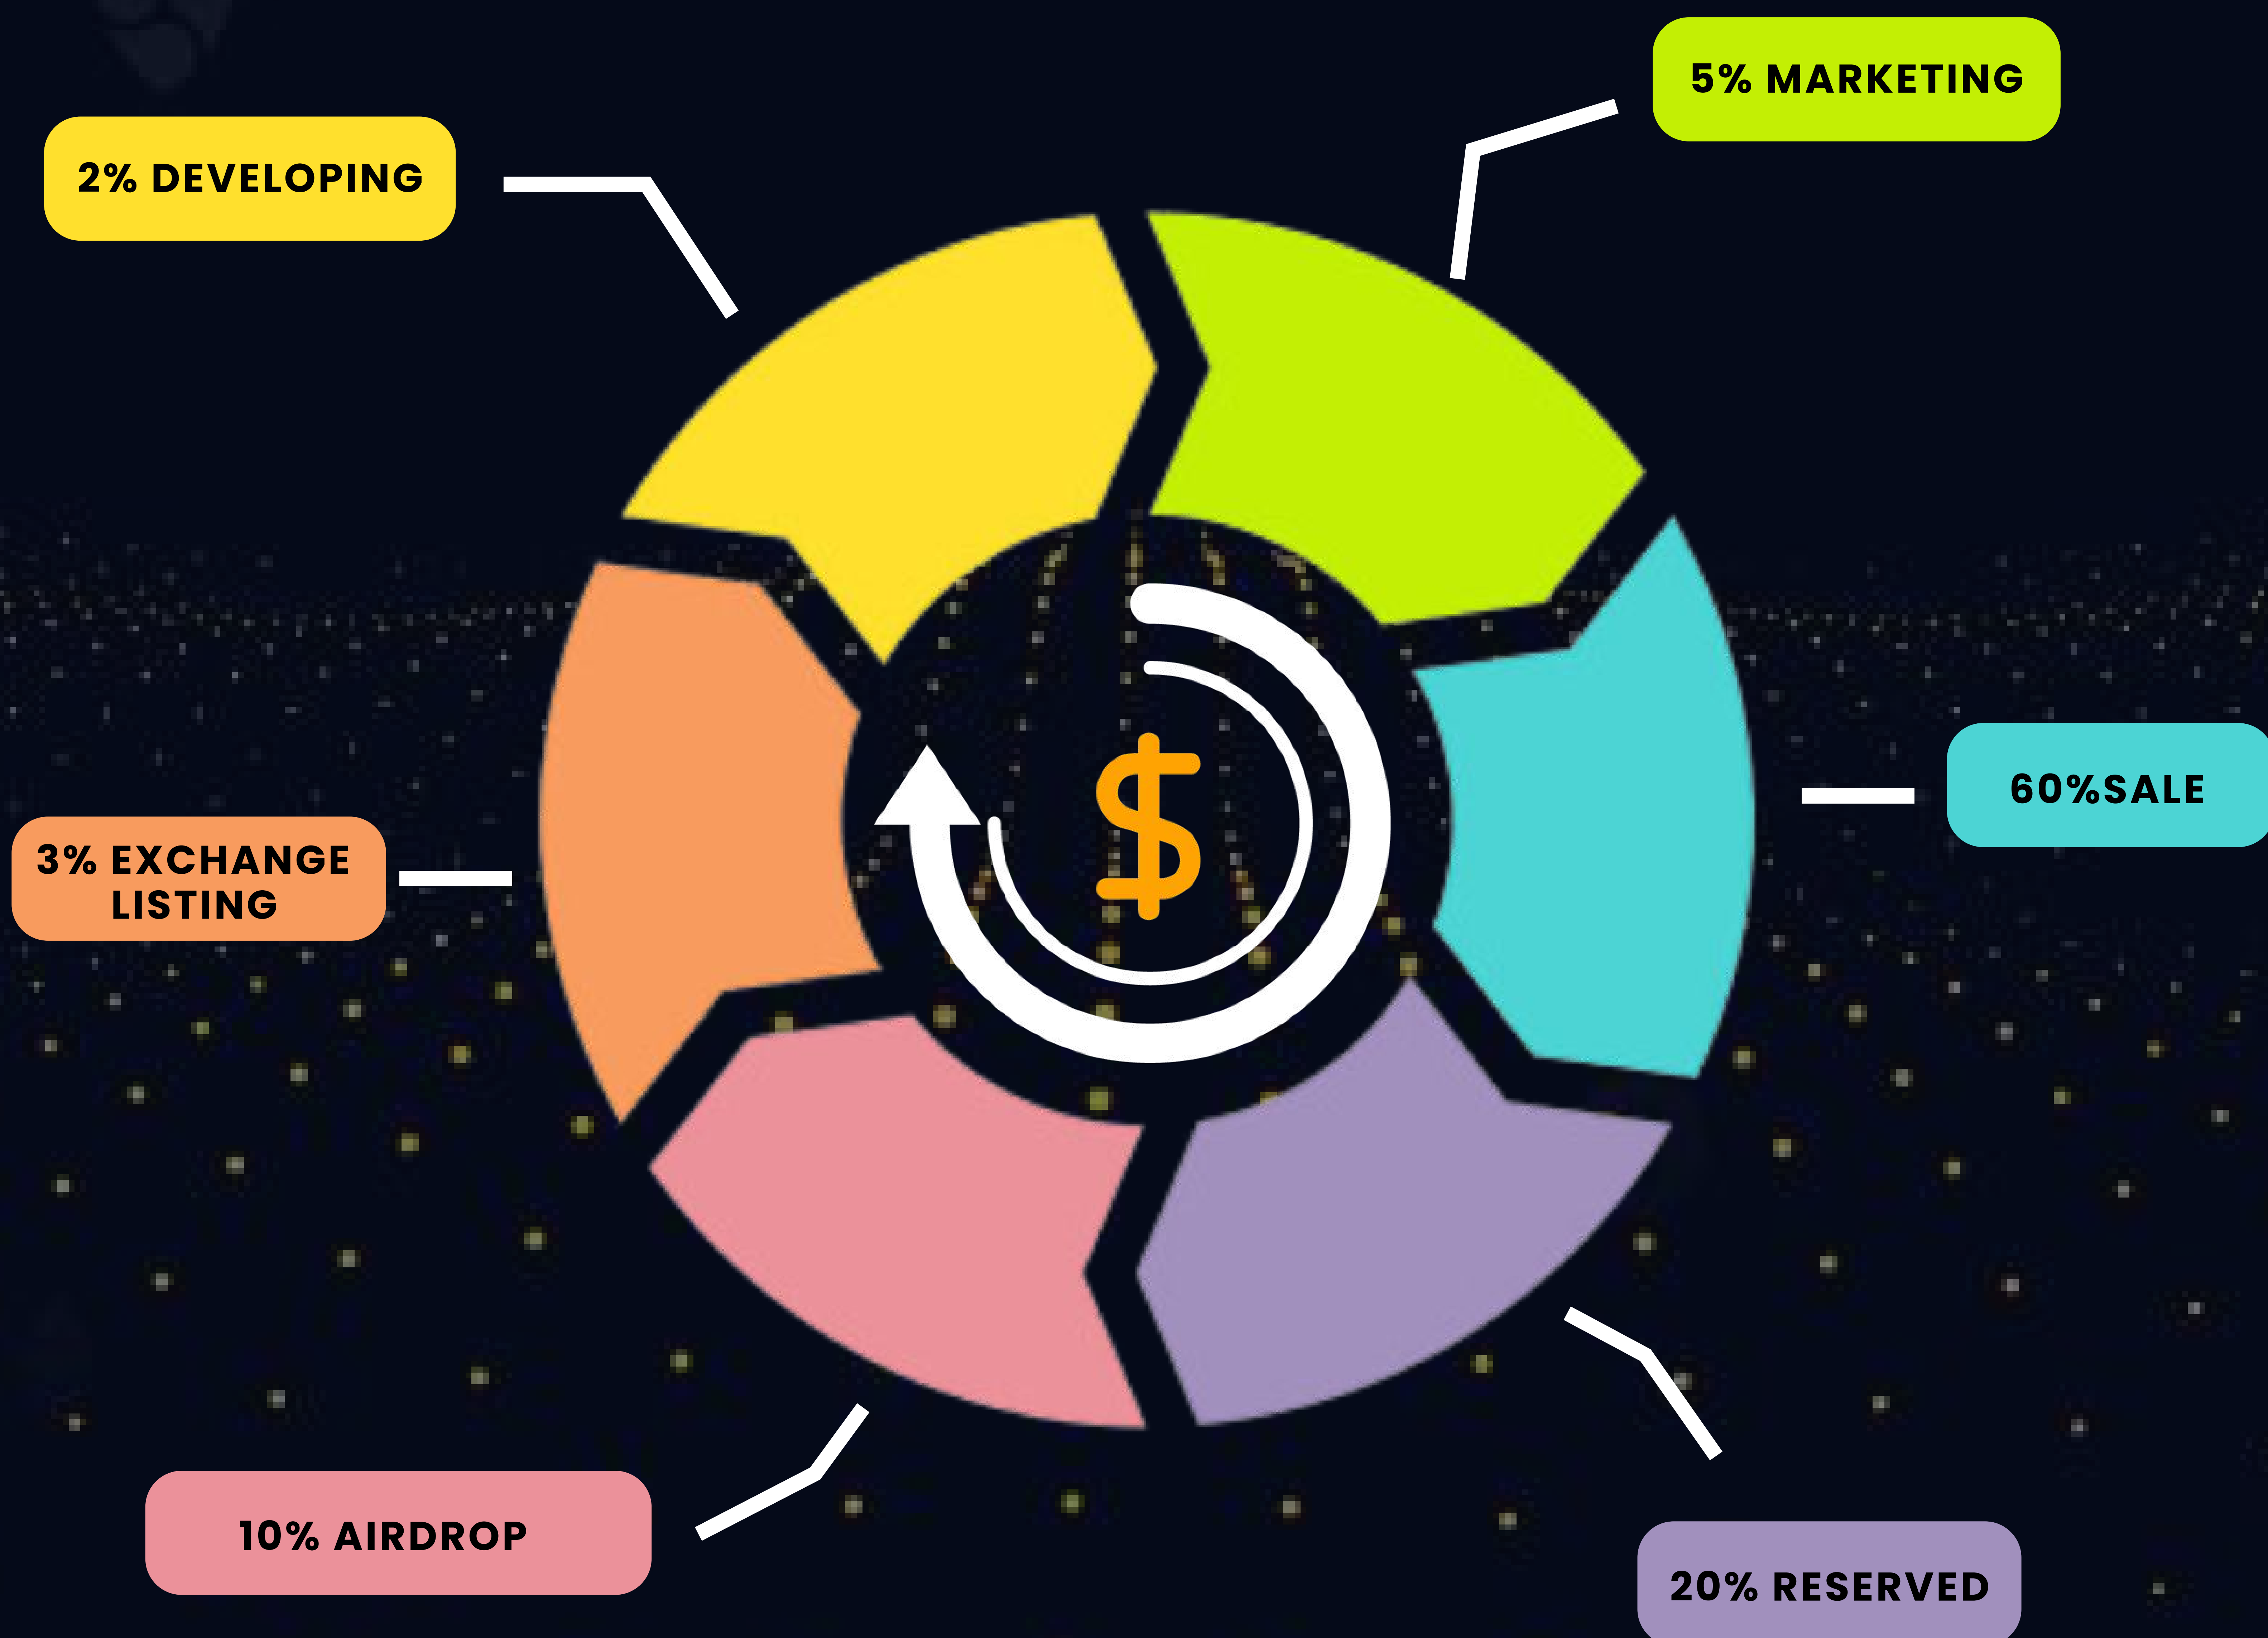 5% MARKETING
2% DEVELOPING
60%SALE
3% EXCHANGE
LISTING
$
10% AIRDROP
20% RESERVED